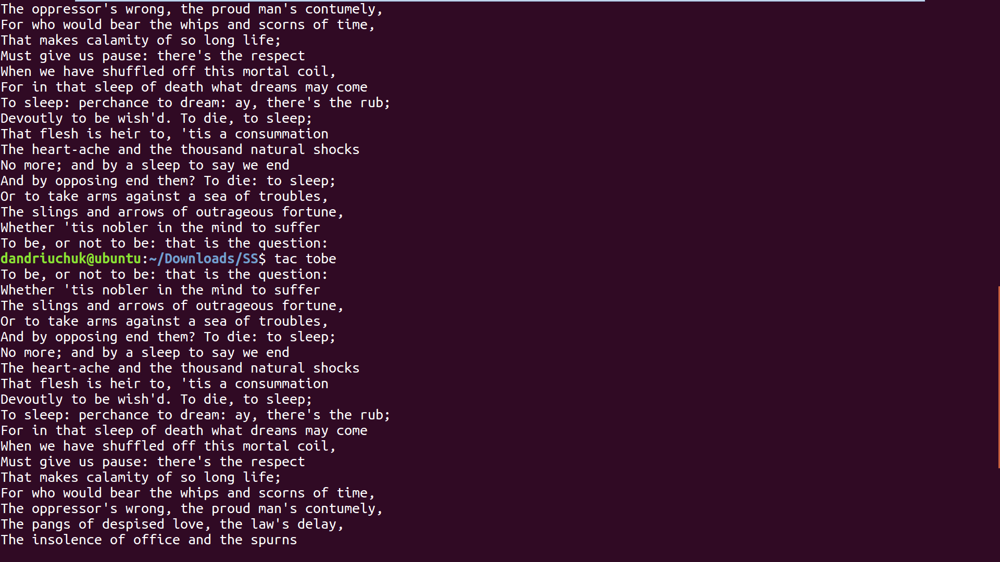 The oppressor's wrong, the proud man's contumely,
For who would bear the whips and scorns of time,
That makes calamity of so long life;
Must give us pause: there's the respect
When we have shuffled off this mortal coil,
For in that sleep of death what dreams may come
To sleep: perchance to dream: ay, there's the rub;
Devoutly to be wish'd. To die, to sleep;
That flesh is heir to, 'tis a consummation
The heart-ache and the thousand natural shocks
No more; and by a sleep to say we end
And by opposing end them? To die: to sleep;
Or to take arms against a sea of troubles,
The slings and arrows of outrageous fortune,
Whether 'tis nobler in the mind to suffer
To be, or not to be: that is the question:
dandriuchuk@ubuntu:~/Downloads/SS$ tac tobe
To be, or not to be: that is the question:
Whether 'tis nobler in the mind to suffer
The slings and arrows of outrageous fortune,
Or to take arms against a sea of troubles,
And by opposing end them? To die: to sleep;
No more; and by a sleep to say we end
The heart-ache and the thousand natural shocks
That flesh is heir to, 'tis a consummation
Devoutly to be wish'd. To die, to sleep;
To sleep: perchance to dream: ay, there's the rub;
For in that sleep of death what dreams may come
When we have shuffled off this mortal coil,
Must give us pause: there's the respect
That makes calamity of so long life;
For who would bear the whips and scorns of time,
The oppressor's wrong, the proud man's contumely,
The pangs of despised love, the law's delay,
The insolence of office and the spurns